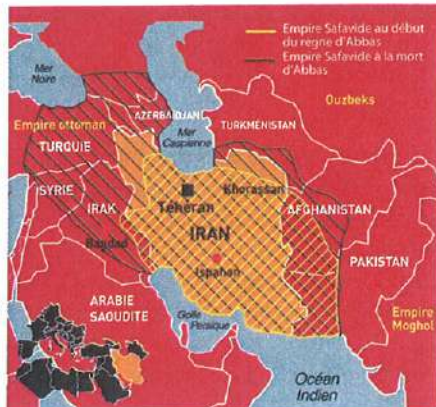 Empire Safavide au début
du règne d'Abbas
Empire Safavide à la mort
d'Abbas
Mer
Noire
Ouzbeks
AZERBAÏDJAN
Mer
Caspienne
TURKMÉNISTAN
Empire ottoman
TURQUIE
Khorassan
Téhéran
SYRIE
IRAK
IRAN
AFGHANISTAN
Bagdad
Ispahan
PAKISTAN
ARABIE
SAOUDITE
Golfe
Persique
Empire
Moghol
Océan
Indien